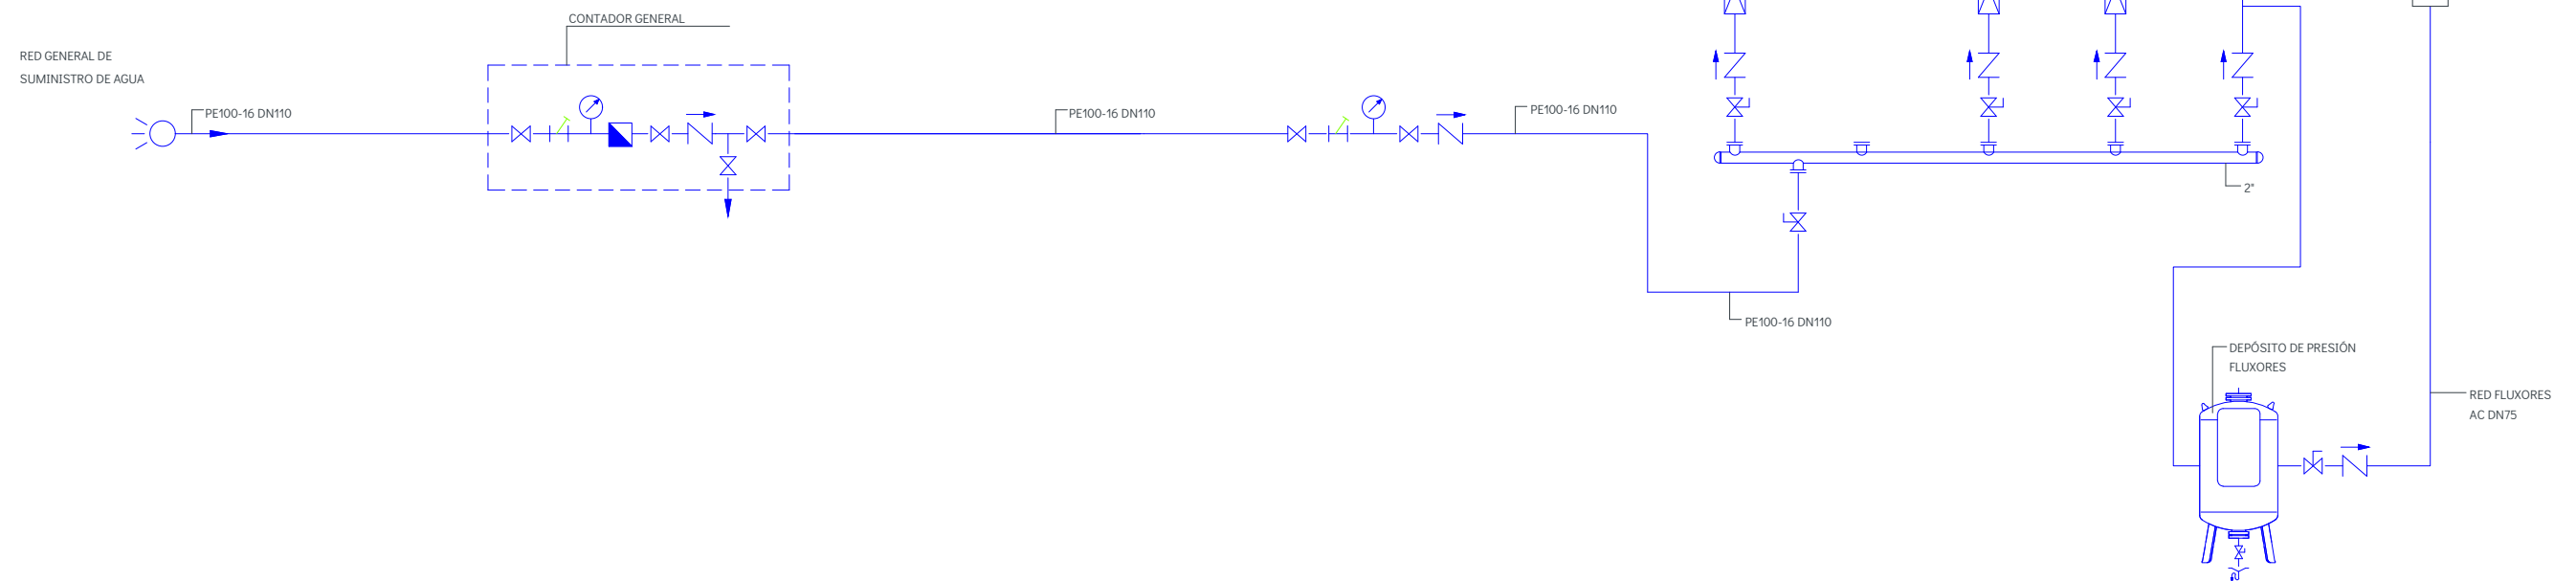 CONTADOR GENERAL
RED GENERAL DE
SUMINISTRO DE AGUA
PE100-16 DN110
PE100-16 DN110
PE100-16 DN110
2"
PE100-16 DN110
DEPÓSITO DE PRESIÓN
FLUXORES
RED FLUXORES
AC DN75